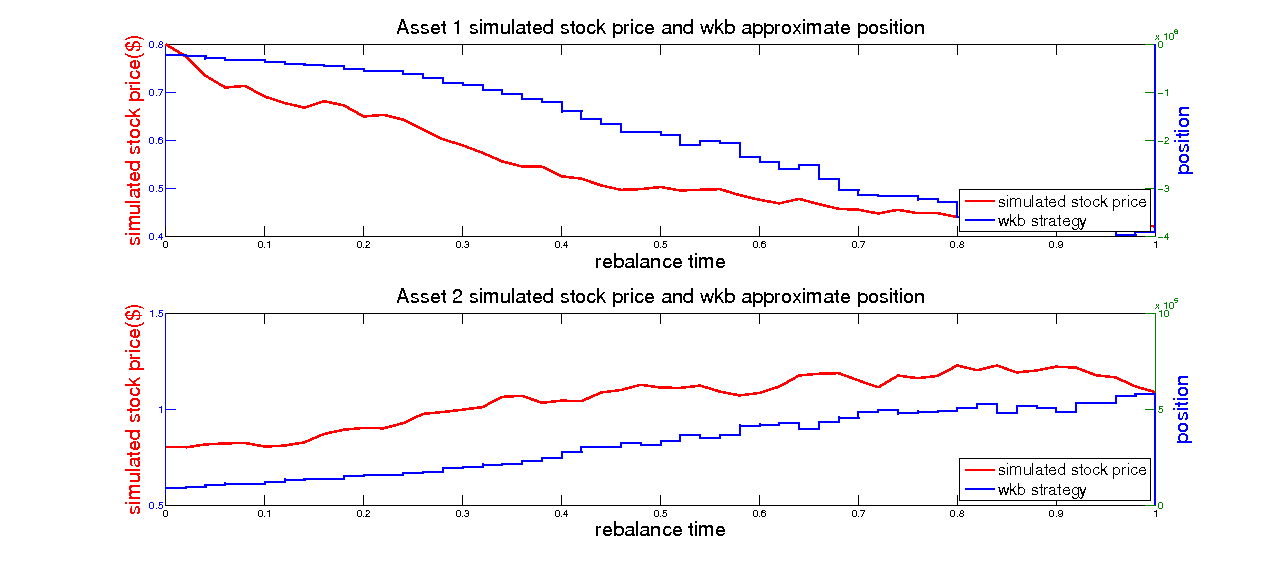 Asset 1 simulated stock price and wkb approximate position
simulated stock price($)
0.8
0.7
0.6
0.5
0.4
0 0.1 0.2 0.3 0.4 0.5 0.6 0.7 0.8 0.9 1
rebalance time
0
-1
-2
-3
-4
position
simulated stock price
wkb strategy
Asset 2 simulated stock price and wkb approximate position
simulated stock price($)
1.5
1
0.5
0 0.1 0.2 0.3 0.4 0.5 0.6 0.7 0.8 0.9 1
rebalance time
10
5
0
position
simulated stock price
wkb strategy